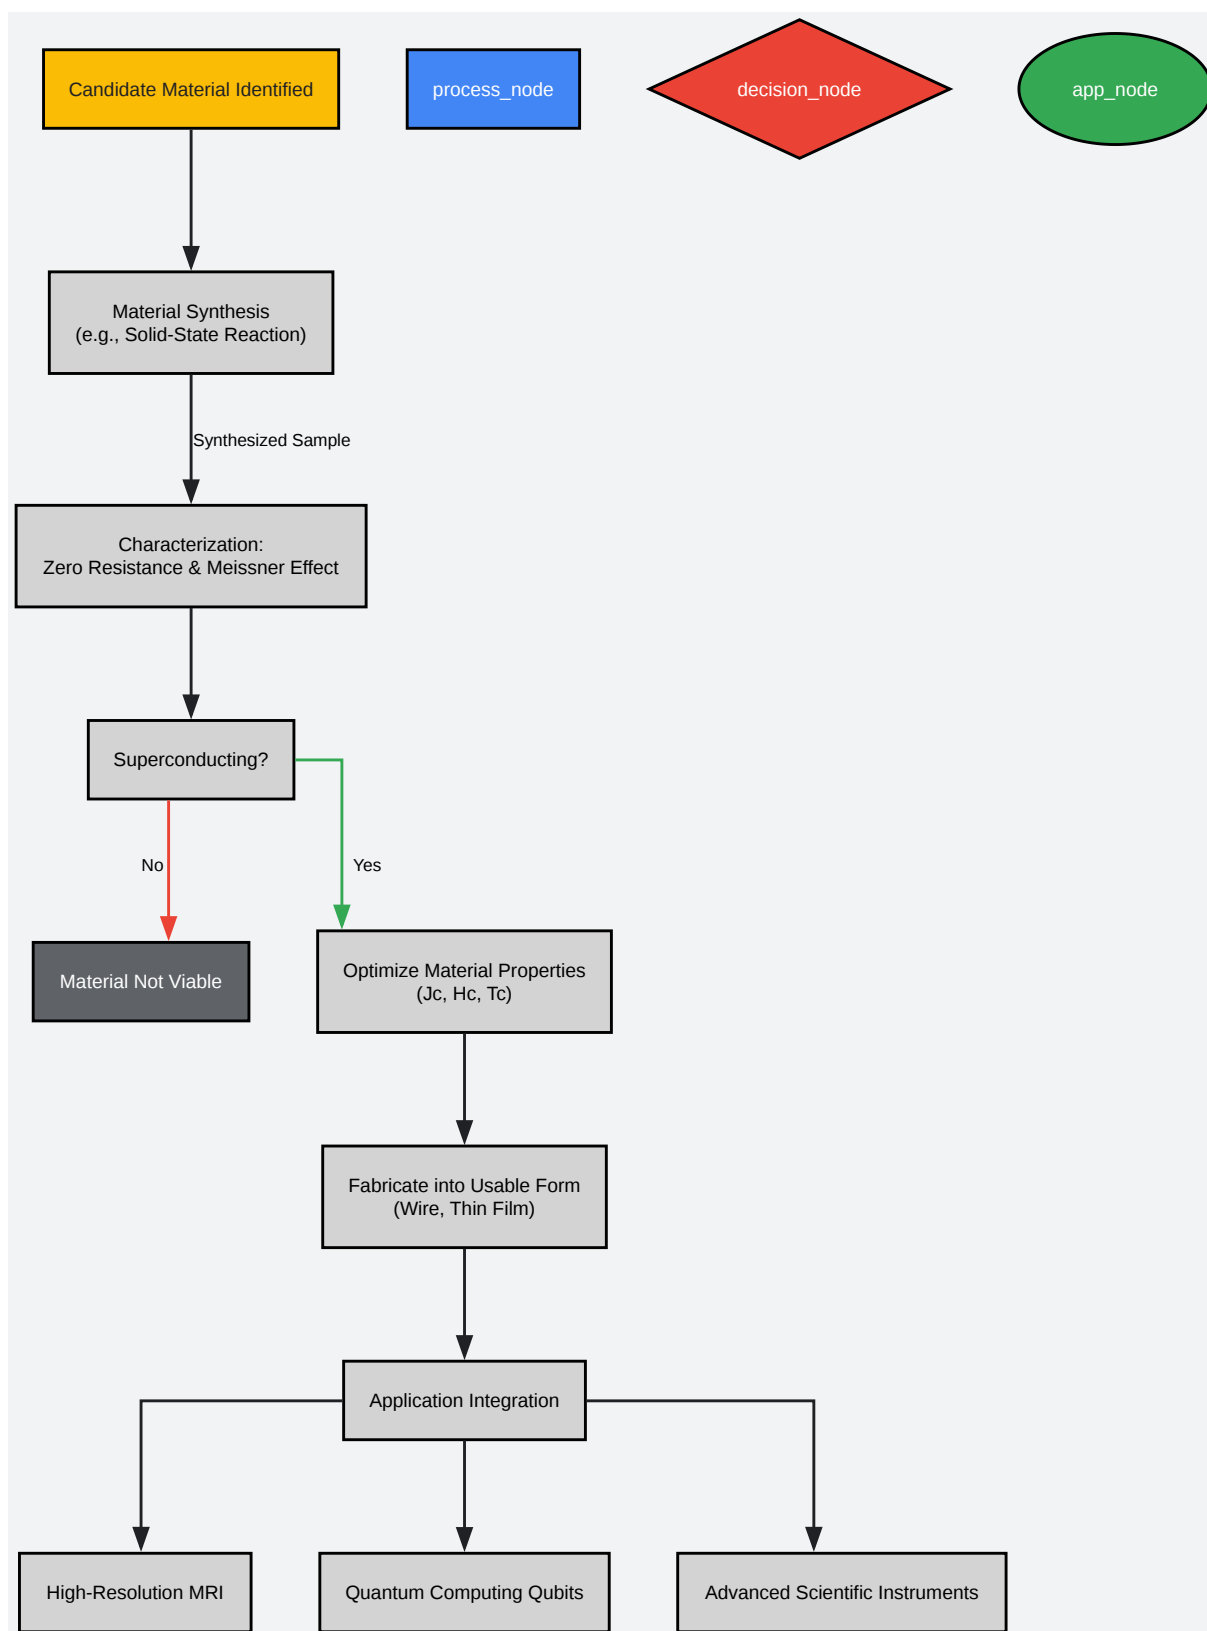 Candidate Material Identified
process_node
decision_node
app_node
Material Synthesis
(e.g., Solid-State Reaction)
Synthesized Sample
Characterization:
Zero Resistance & Meissner Effect
Superconducting?
No
Yes
Material Not Viable
Optimize Material Properties
(Jc, Hc, Tc)
Fabricate into Usable Form
(Wire, Thin Film)
Application Integration
High-Resolution MRI
Quantum Computing Qubits
Advanced Scientific Instruments